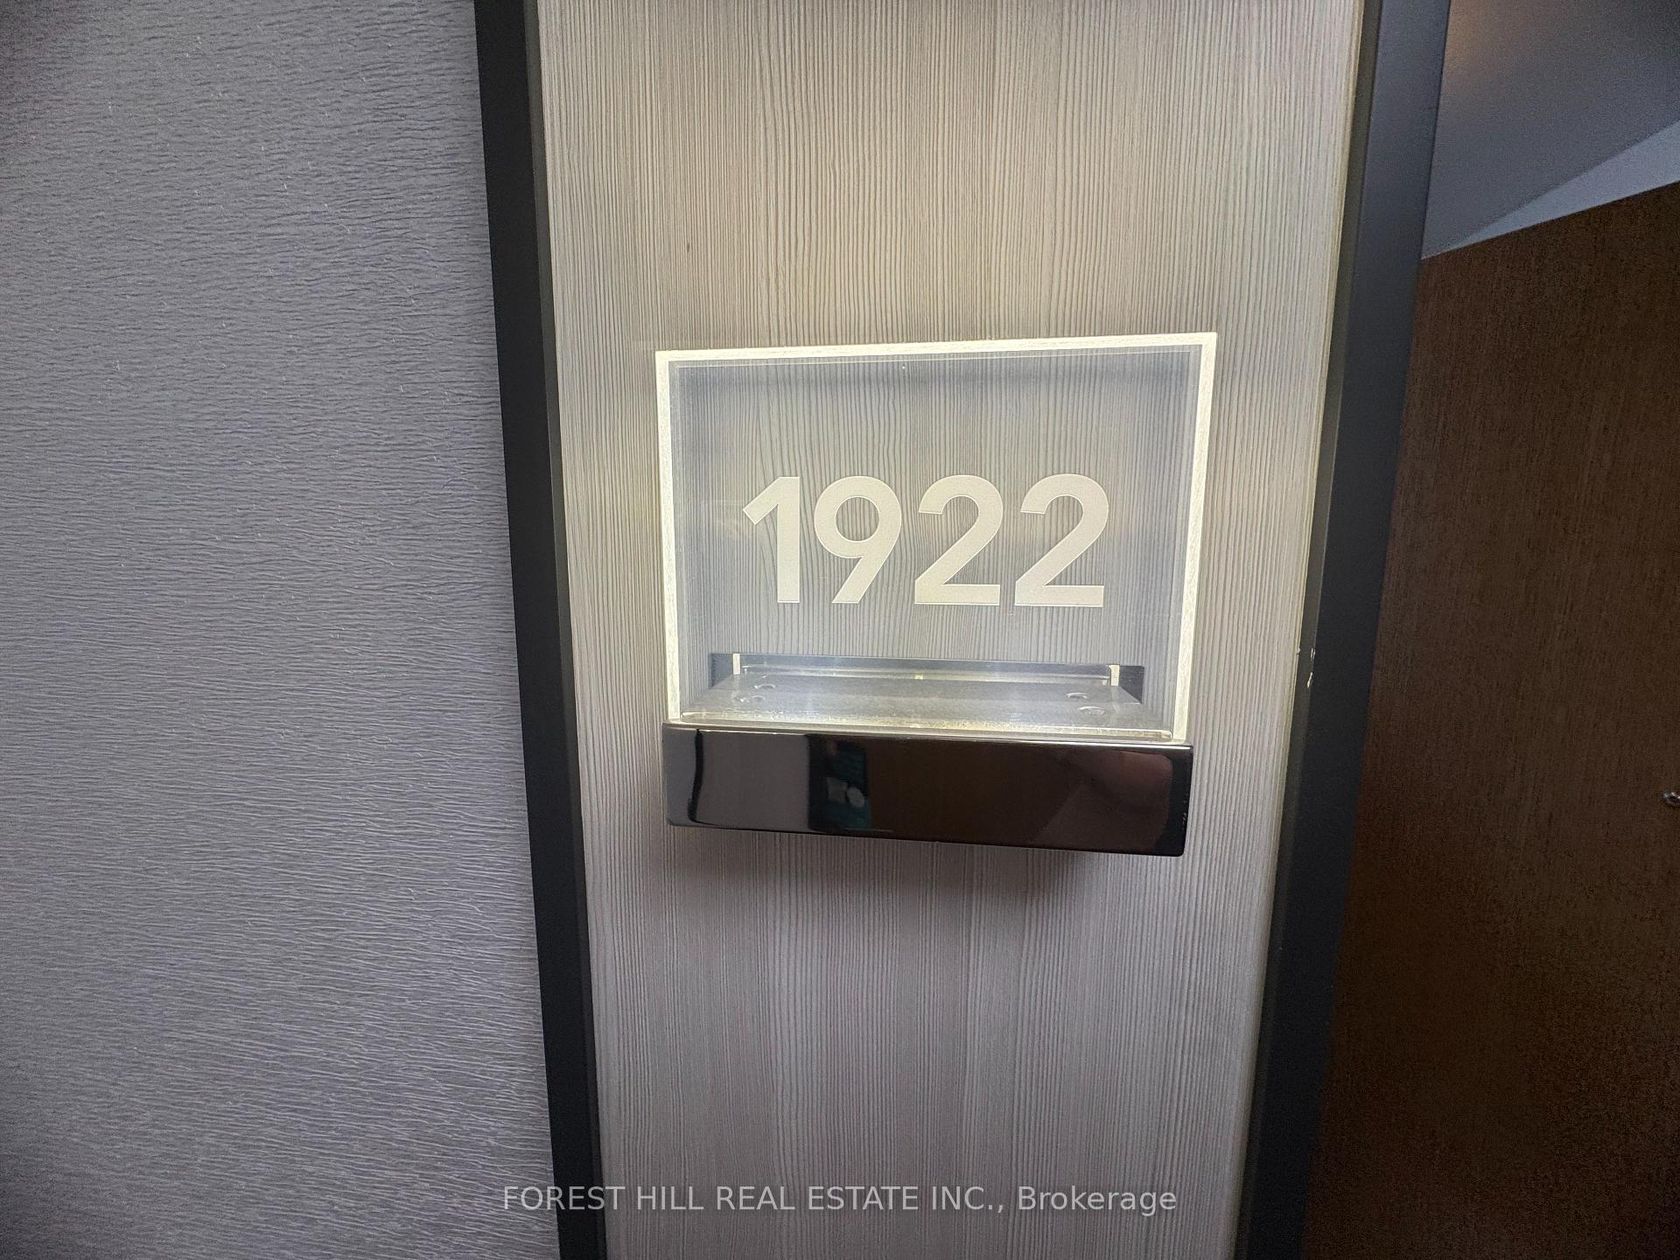 1922
FOREST HILL REAL ESTATE INC., Brokerage